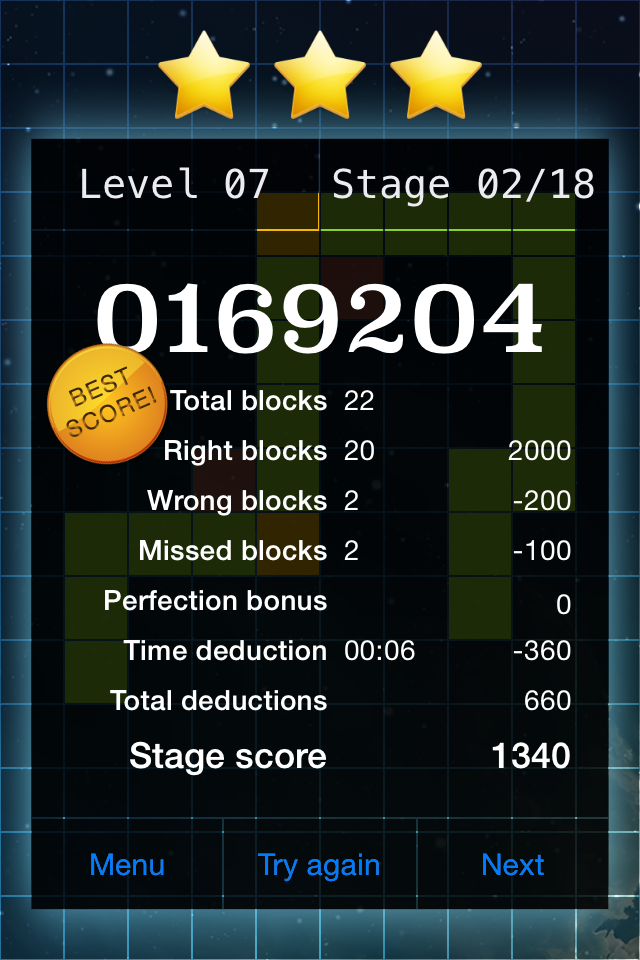 Level 07 Stage 02/18
0169204
BEST
SCORE!
Total blocks 22
Right blocks 20 2000
Wrong blocks 2 -200
Missed blocks 2 -100
Perfection bonus 0
Time deduction 00:06 -360
Total deductions 660
Stage score 1340
Menu Try again Next